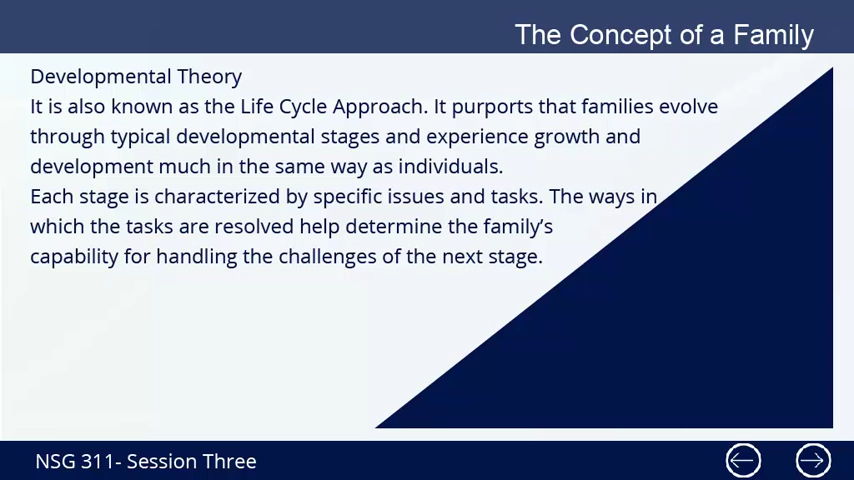 The Concept of a Family
Developmental Theory
It is also known as the Life Cycle Approach. It purports that families evolve
through typical developmental stages and experience growth and
development much in the same way as individuals.
Each stage is characterized by specific issues and tasks. The ways in
which the tasks are resolved help determine the family’s
capability for handling the challenges of the next stage.
NSG 311- Session Three